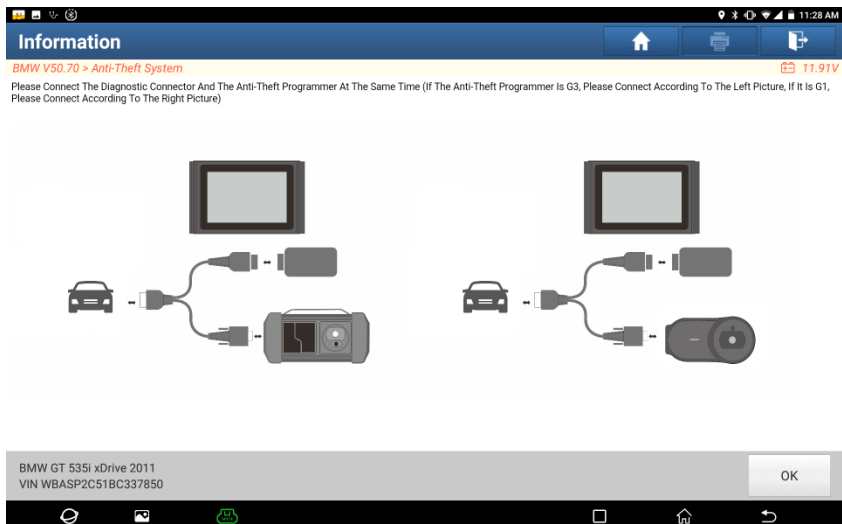 11:28 AM
Information
BMW V50.70 > Anti-Theft System
11.91V
Please Connect The Diagnostic Connector And The Anti-Theft Programmer At The Same Time (If The Anti-Theft Programmer Is G3, Please Connect According To The Left Picture, If It Is G1,
Please Connect According To The Right Picture)
BMW GT 535i xDrive 2011
VIN WBASP2C51BC337850
OK